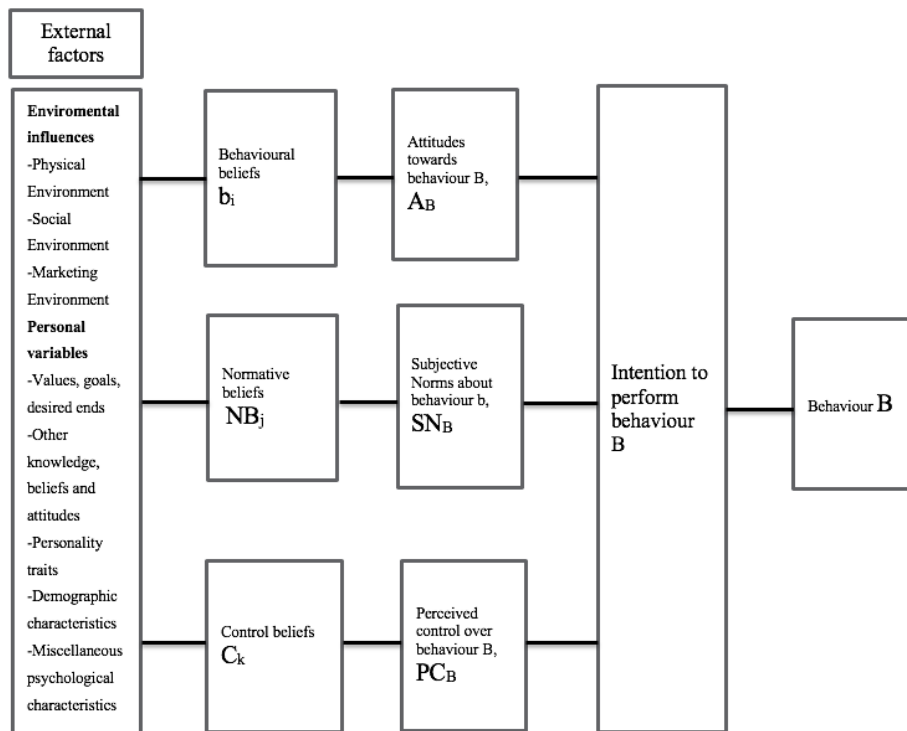 External
factors
Enviromental
influences
-Physical
Environment
-Social
Environment
-Marketing
Environment
Personal
variables
-Values, goals,
desired ends
-Other
knowledge,
beliefs and
attitudes
-Personality
traits
-Demographic
characteristics
-Miscellaneous
psychological
characteristics
Behavioural
beliefs
bi
Attitudes
towards
behaviour B,
AB
Normative
beliefs
NBj
Subjective
Norms about
behaviour b,
SNB
Control beliefs
Ck
Perceived
control over
behaviour B,
PCB
Intention to
perform
behaviour
B
Behaviour B